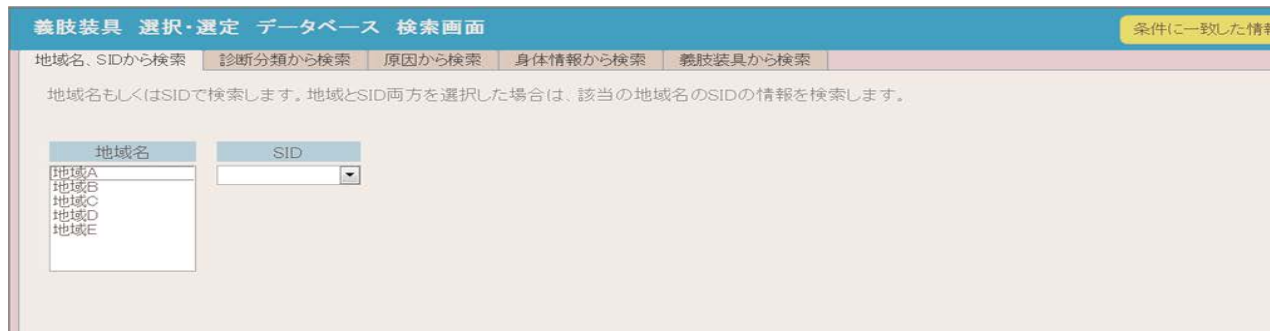 義肢装具 選択・選定 データベース 検索画面
条件に一致した情報
地域名、SIDから検索 診断分類から検索 原因から検索 身体情報から検索 義肢装具から検索
地域名もしくはSIDで検索します。地域とSID両方を選択した場合は、該当の地域名のSIDの情報を検索します。
地域名 SID
地域A
地域B
地域C
地域D
地域E